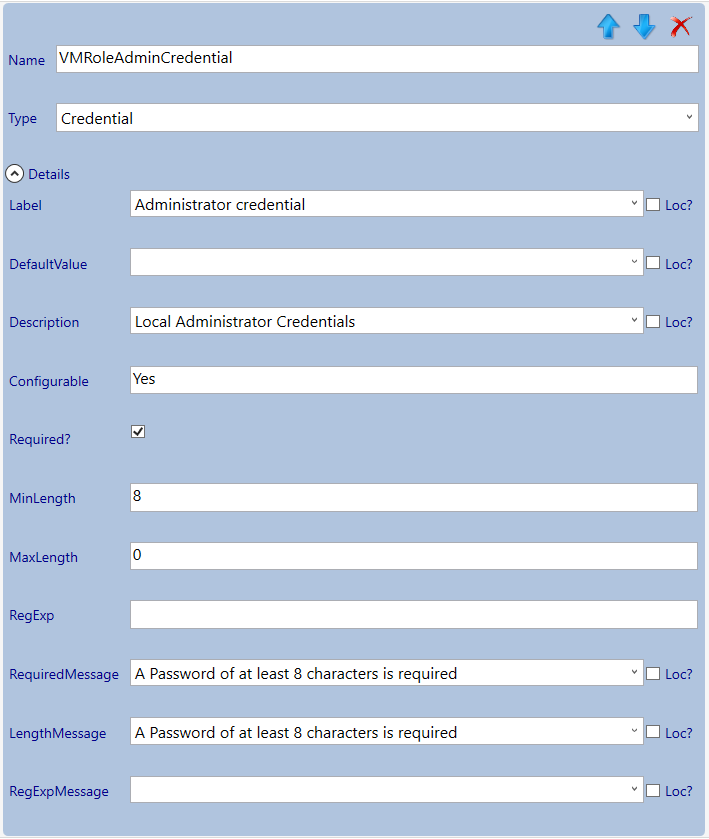 Name VMRoleAdminCredential
Type Credential
Details
Label Administrator credential Loc?
DefaultValue Loc?
Description Local Administrator Credentials Loc?
Configurable Yes
Required?
MinLength 8
MaxLength 0
RegExp
RequiredMessage A Password of at least 8 characters is required Loc?
LengthMessage A Password of at least 8 characters is required Loc?
RegExpMessage Loc?